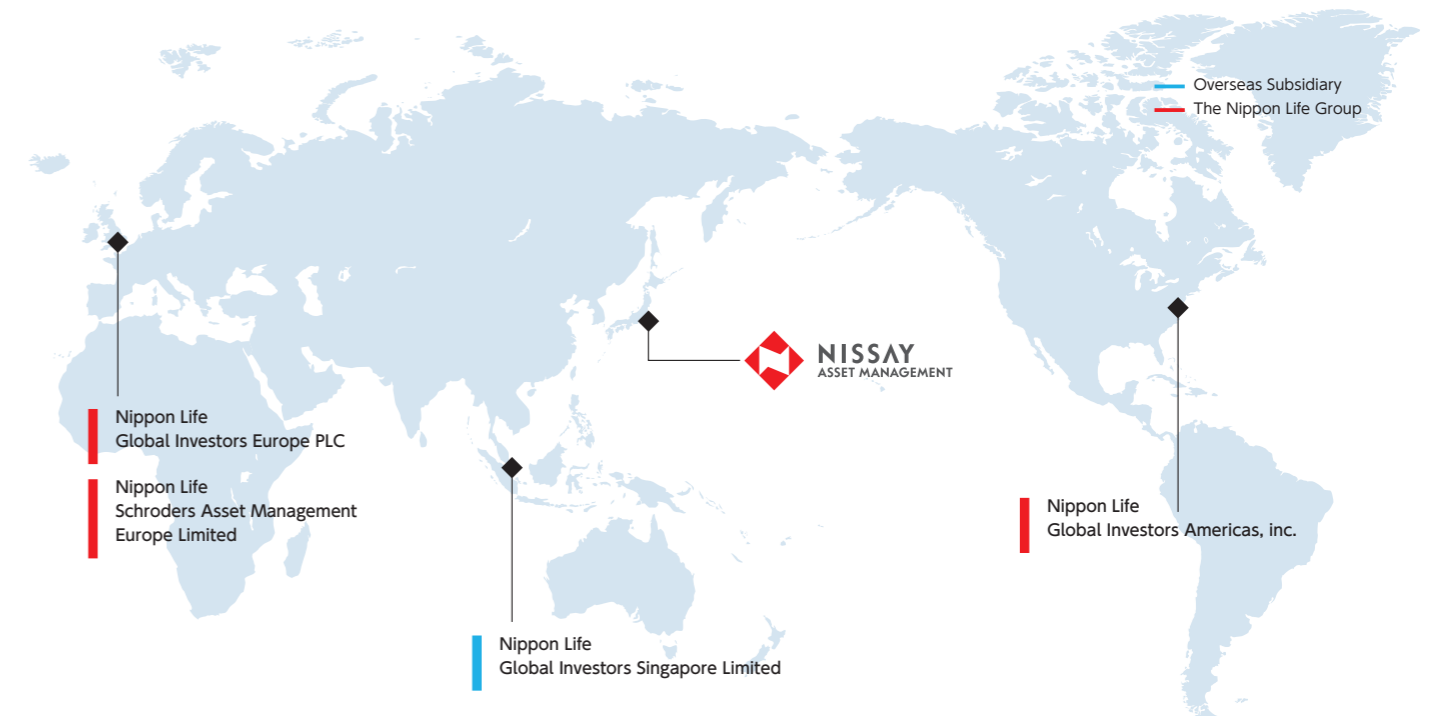 Overseas Subsidiary
The Nippon Life Group
NISSAY
ASSET MANAGEMENT
Nippon Life
Global Investors Europe PLC
Nippon Life
Schroders Asset Management
Europe Limited
Nippon Life
Global Investors Americas, inc.
Nippon Life
Global Investors Singapore Limited